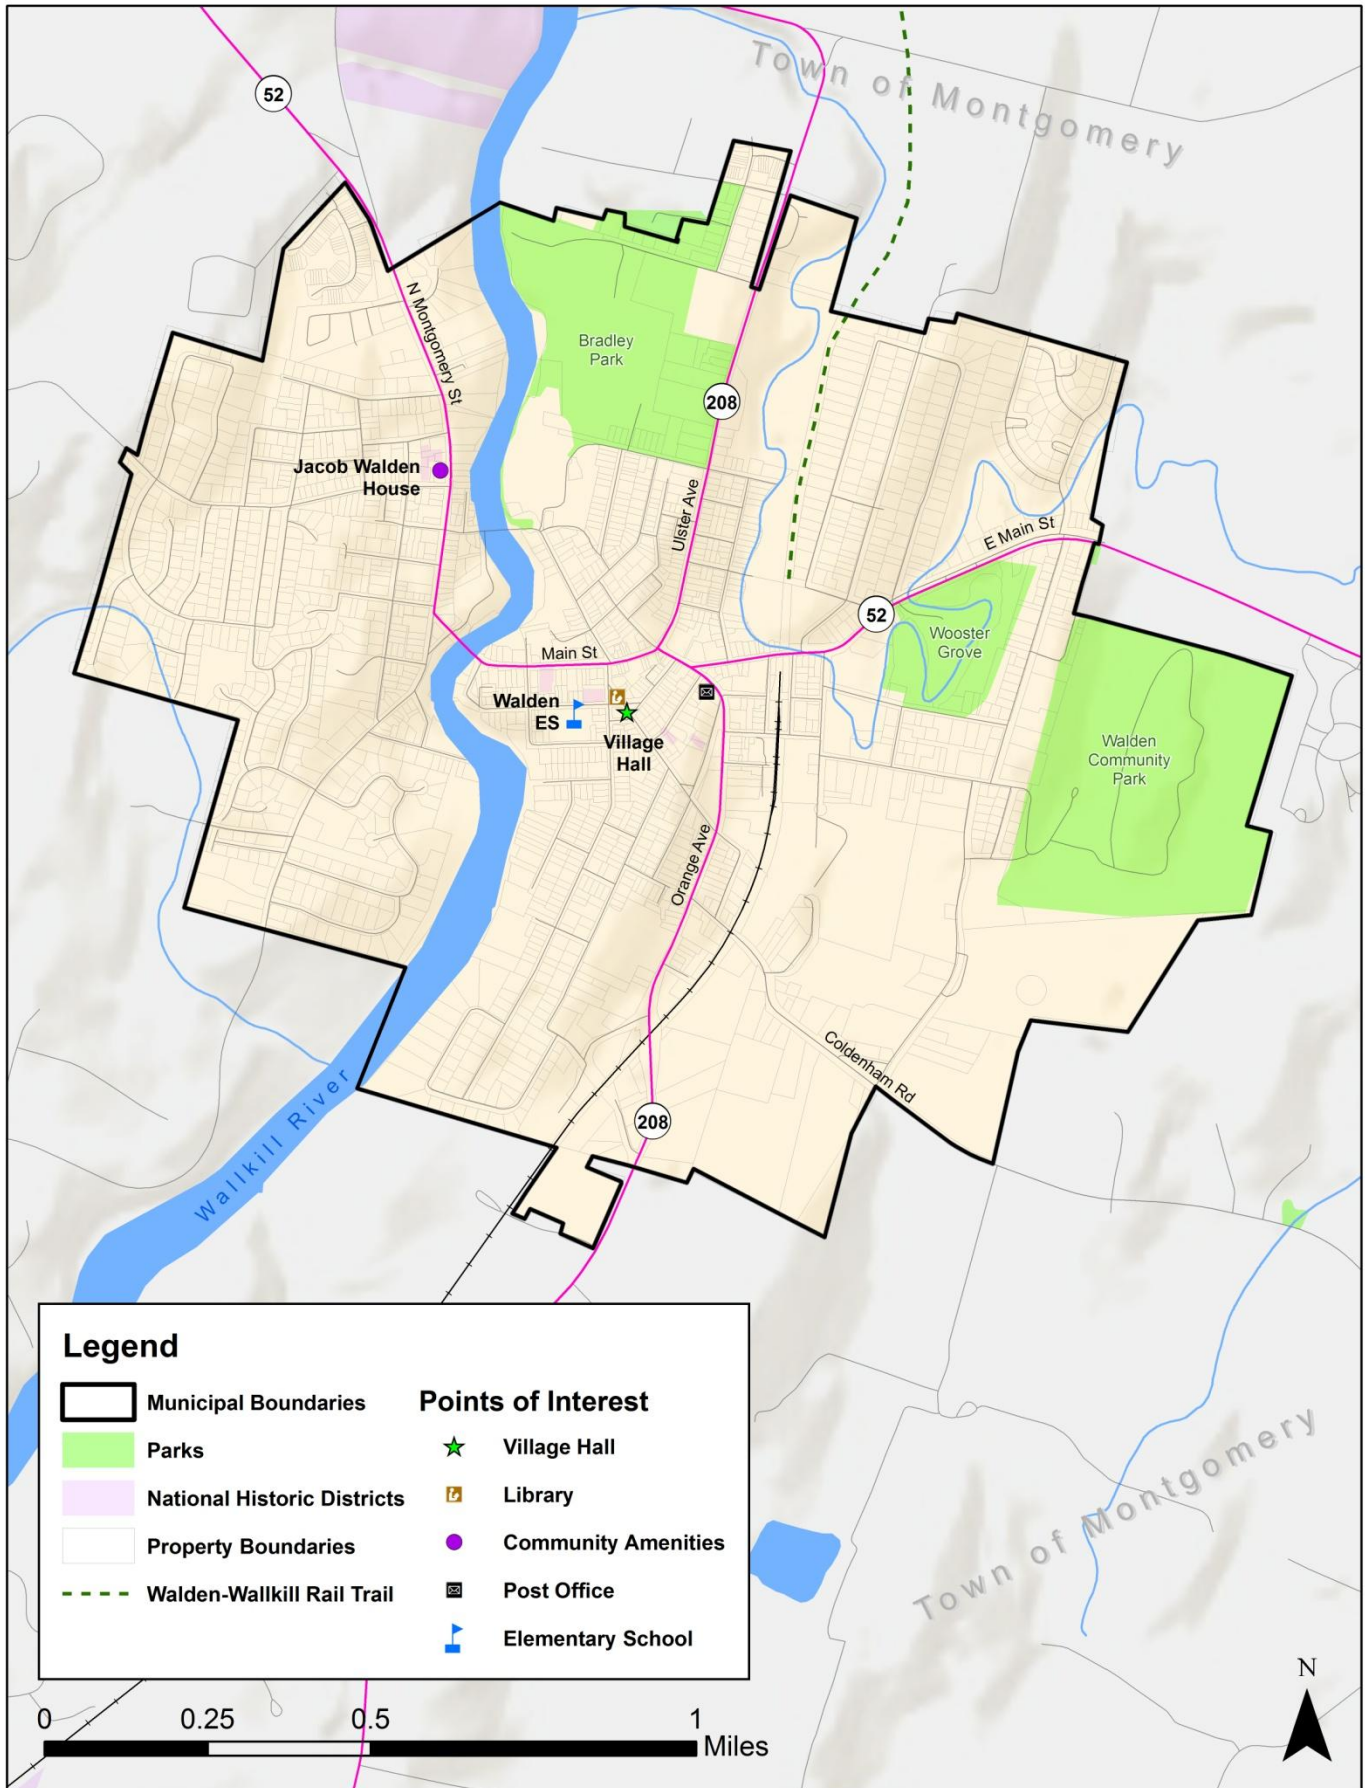 Town of Montgomery
52
N Montgomery St
Bradley
Park
208
Jacob Walden
House
Ulster Ave
E Main St
52
Wooster
Grove
Main St
Walden
ES
Village
Hall
Walden
Community
Park
Orange Ave
Coldenham Rd
Wallkill River
208
Town of Montgomery
Legend
Municipal Boundaries
Parks
National Historic Districts
Property Boundaries
Walden-Wallkill Rail Trail
Points of Interest
Village Hall
Library
Community Amenities
Post Office
Elementary School
N
0 0.25 0.5 1
Miles